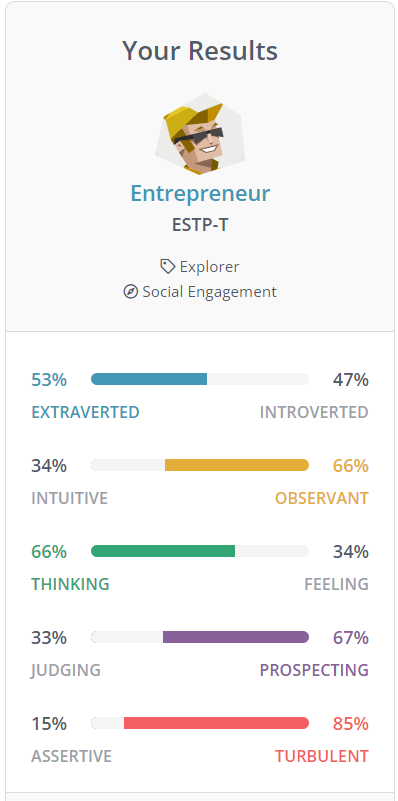 Your Results
Entrepreneur
ESTP-T
Explorer
Social Engagement
53% 47%
EXTRAVERTED INTROVERTED
34% 66%
INTUITIVE OBSERVANT
66% 34%
THINKING FEELING
33% 67%
JUDGING PROSPECTING
15% 85%
ASSERTIVE TURBULENT